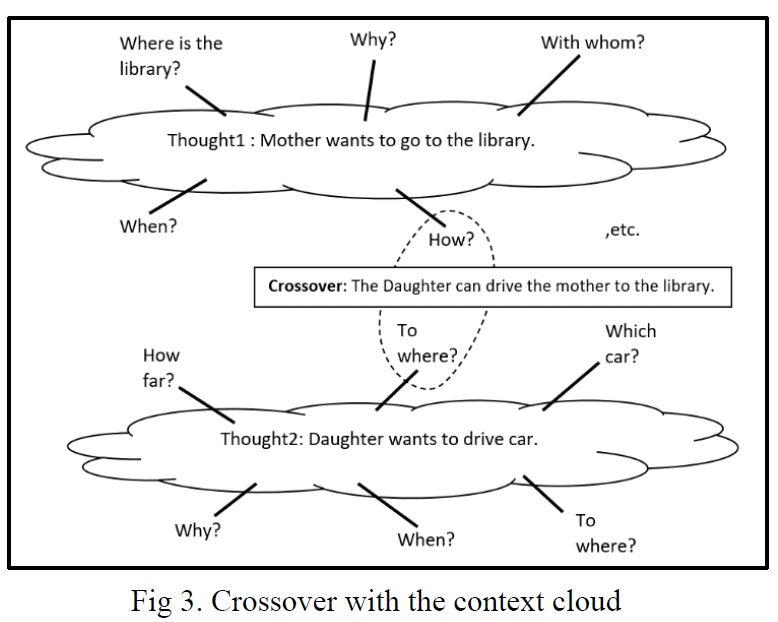 Where is the
library?
Why?
With whom?
Thought1 : Mother wants to go to the library.
When?
How?
,etc.
Crossover: The Daughter can drive the mother to the library.
To
where?
Which
car?
How
far?
Thought2: Daughter wants to drive car.
Why?
When?
To
where?
Fig 3. Crossover with the context cloud